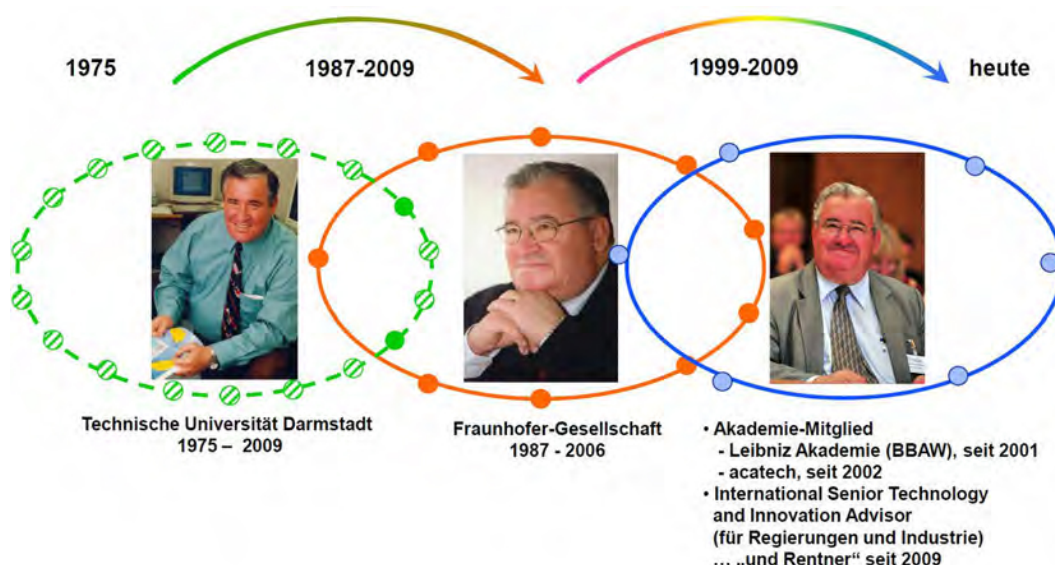 1975
1987-2009
1999-2009
heute
Technische Universität Darmstadt
1975 – 2009
Fraunhofer-Gesellschaft
1987 - 2006
• Akademie-Mitglied
- Leibniz Akademie (BBAW), seit 2001
- acatech, seit 2002
• International Senior Technology
and Innovation Advisor
(für Regierungen und Industrie)
... „und Rentner“ seit 2009